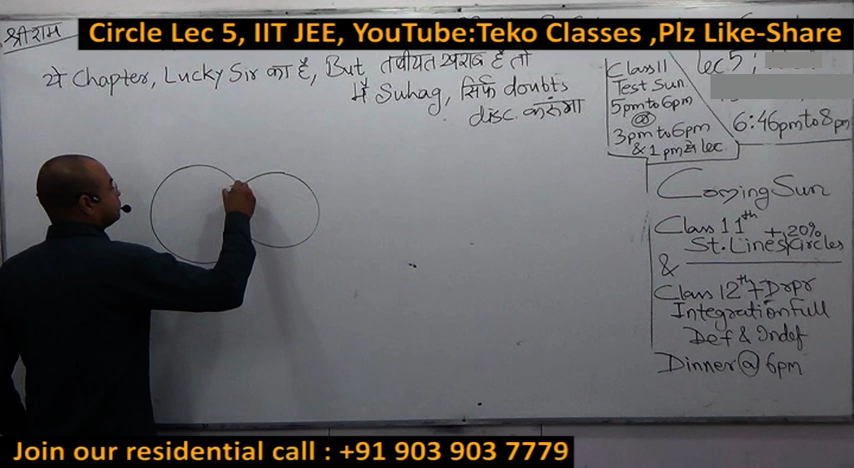 Circle Lec 5, IIT JEE, YouTube:Teko Classes ,Plz Like-Share
श्री राम
ये Chapter, Lucky Sir का है, But तबीयत खराब है तो
मैं Suhag, सिर्फ doubts
disc. करूंगा
Class 11
Test Sun.
5pm to 6pm
@
3pm to 6pm
& 1 pm से Lec
Lec 5;
6:46pm to 8pm
Coming Sun
Class 11th
St. Lines, +20% Circles
&
Class 12th + Drpr
Integration Full
Def & Indef
Dinner @ 6pm
Join our residential call : +91 903 903 7779